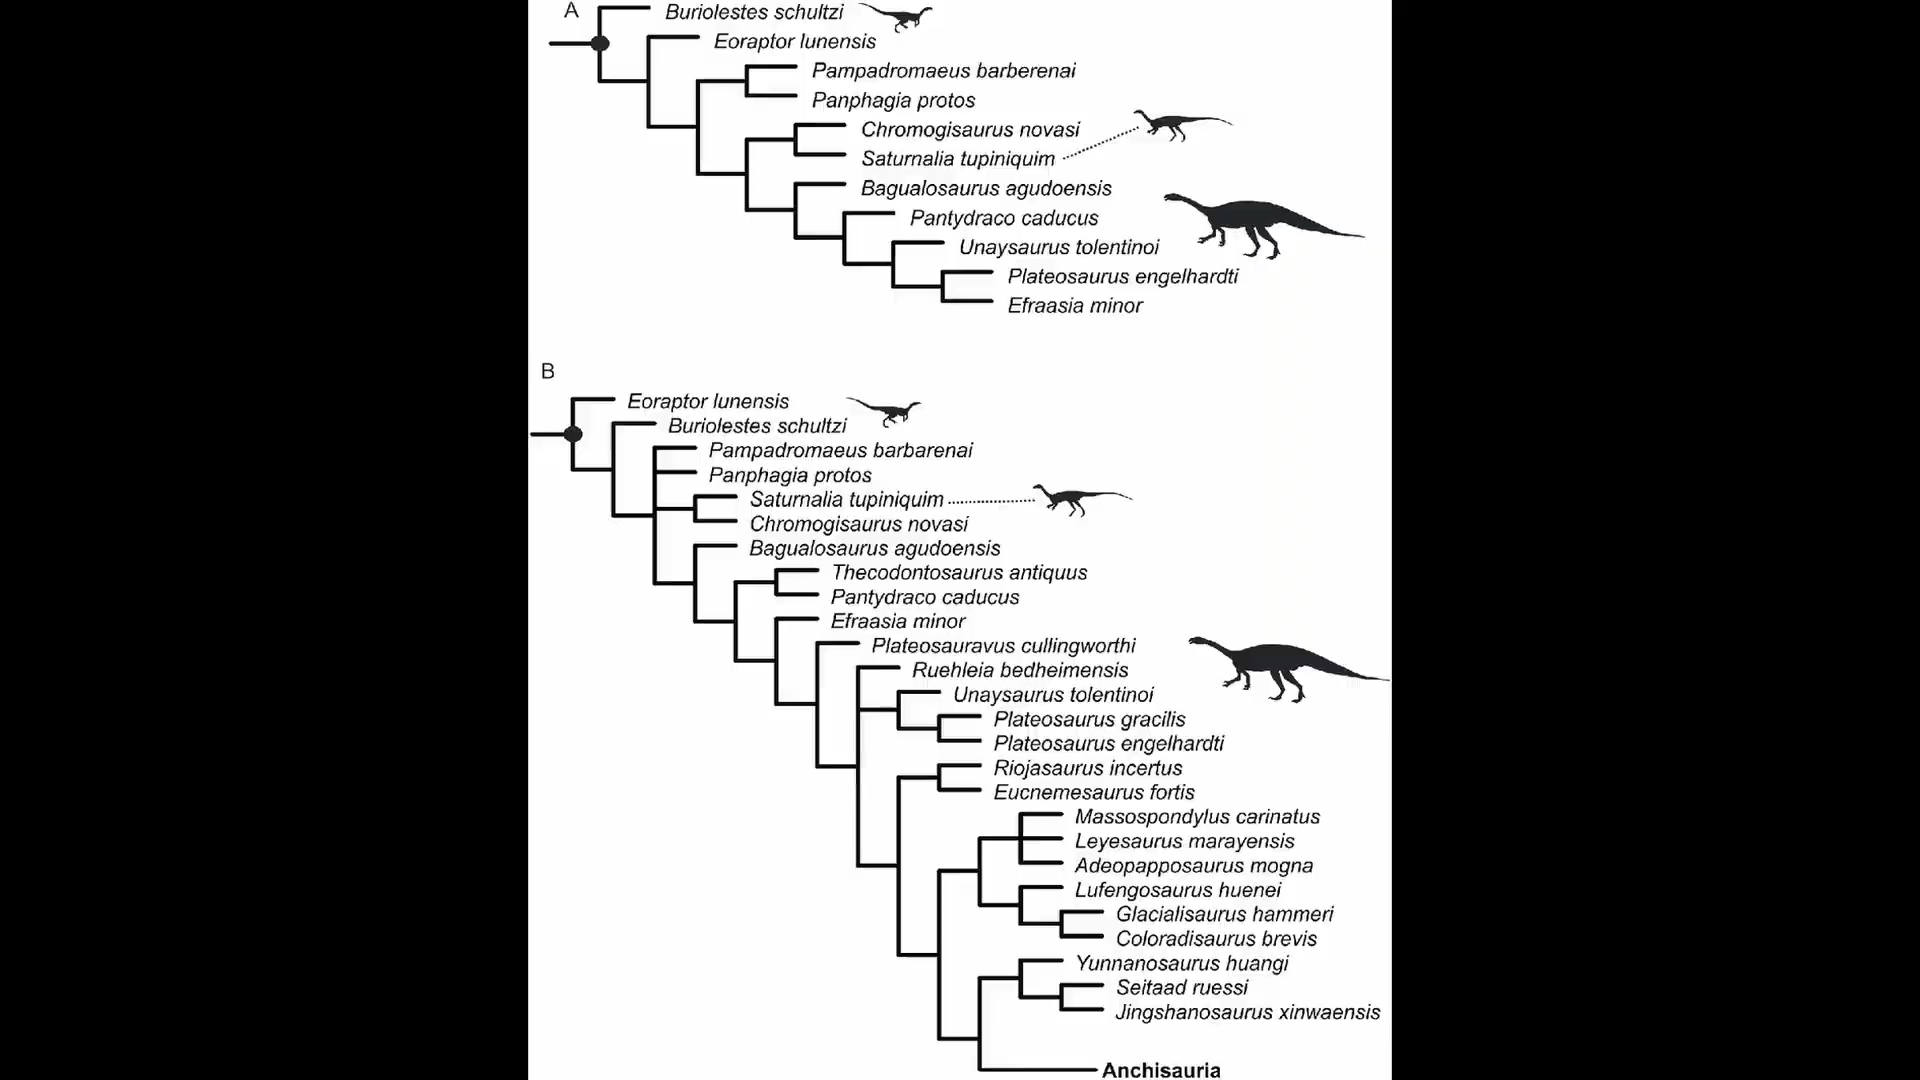 A
Buriolestes schultzi
Eoraptor lunensis
Pampadromaeus barberenai
Panphagia protos
Chromogisaurus novasi
Saturnalia tupiniquim
Bagualosaurus agudoensis
Pantydraco caducus
Unaysaurus tolentinoi
Plateosaurus engelhardti
Efraasia minor
B
Eoraptor lunensis
Buriolestes schultzi
Pampadromaeus barbarenai
Panphagia protos
Saturnalia tupiniquim
Chromogisaurus novasi
Bagualosaurus agudoensis
Thecodontosaurus antiquus
Pantydraco caducus
Efraasia minor
Plateosauravus cullingworthi
Ruehleia bedheimensis
Unaysaurus tolentinoi
Plateosaurus gracilis
Plateosaurus engelhardti
Riojasaurus incertus
Eucnemesaurus fortis
Massospondylus carinatus
Leyesaurus marayensis
Adeopapposaurus mogna
Lufengosaurus huenei
Glacialisaurus hammeri
Coloradisaurus brevis
Yunnanosaurus huangi
Seitaad ruessi
Jingshanosaurus xinwaensis
Anchisauria